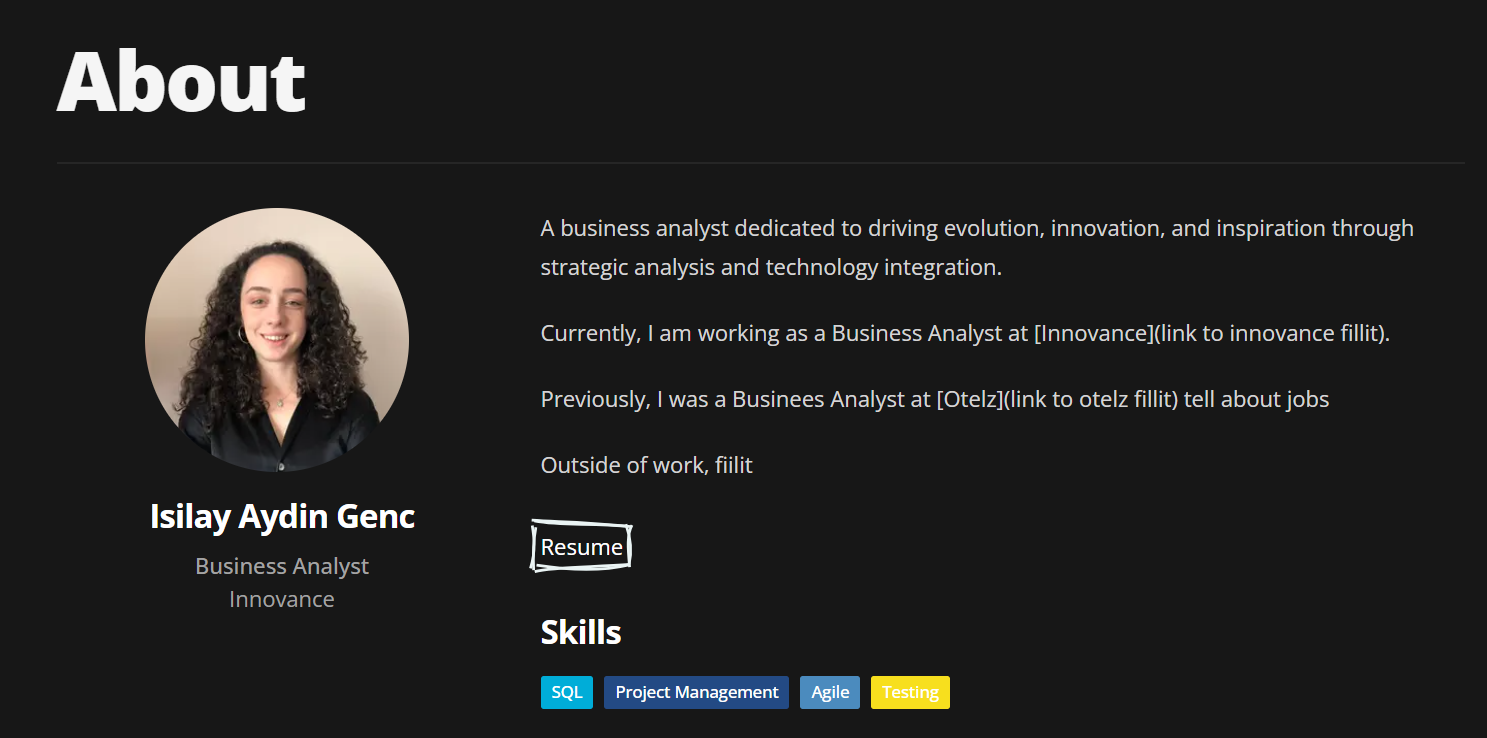 About
A business analyst dedicated to driving evolution, innovation, and inspiration through
strategic analysis and technology integration.
Currently, I am working as a Business Analyst at [Innovance](link to innovance fillit).
Previously, I was a Businees Analyst at [Otelz](link to otelz fillit) tell about jobs
Outside of work, fiilit
Isilay Aydin Genc
Business Analyst
Innovance
Resume
Skills
SQL Project Management Agile Testing